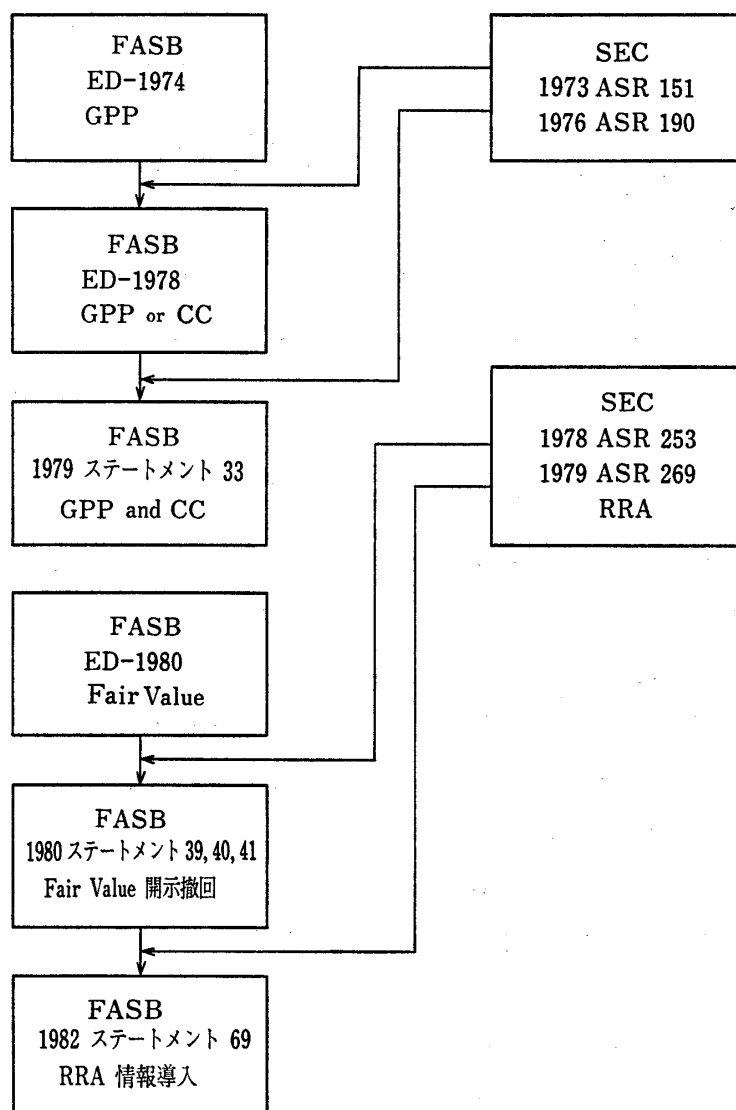 FASB
ED-1974
GPP
SEC
1973 ASR 151
1976 ASR 190
FASB
ED-1978
GPP or CC
FASB
1979 ステートメント 33
GPP and CC
SEC
1978 ASR 253
1979 ASR 269
RRA
FASB
ED-1980
Fair Value
FASB
1980 ステートメント 39, 40, 41
Fair Value 開示撤回
FASB
1982 ステートメント 69
RRA 情報導入